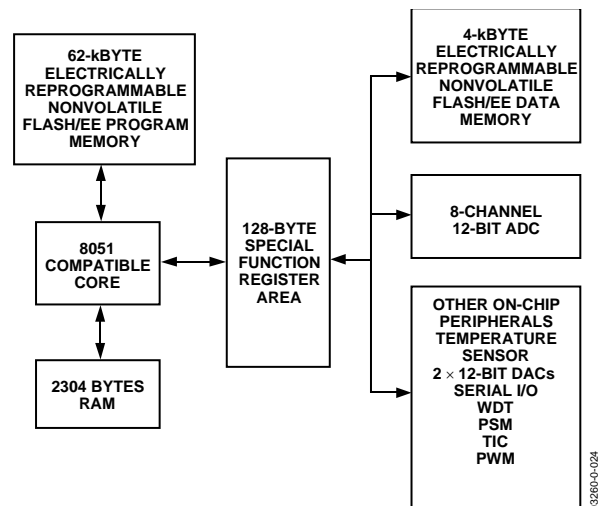 62-kBYTE
ELECTRICALLY
REPROGRAMMABLE
NONVOLATILE
FLASH/EE PROGRAM
MEMORY
8051
COMPATIBLE
CORE
2304 BYTES
RAM
128-BYTE
SPECIAL
FUNCTION
REGISTER
AREA
4-kBYTE
ELECTRICALLY
REPROGRAMMABLE
NONVOLATILE
FLASH/EE DATA
MEMORY
8-CHANNEL
12-BIT ADC
OTHER ON-CHIP
PERIPHERALS
TEMPERATURE
SENSOR
2 × 12-BIT DACs
SERIAL I/O
WDT
PSM
TIC
PWM
03260-0-024